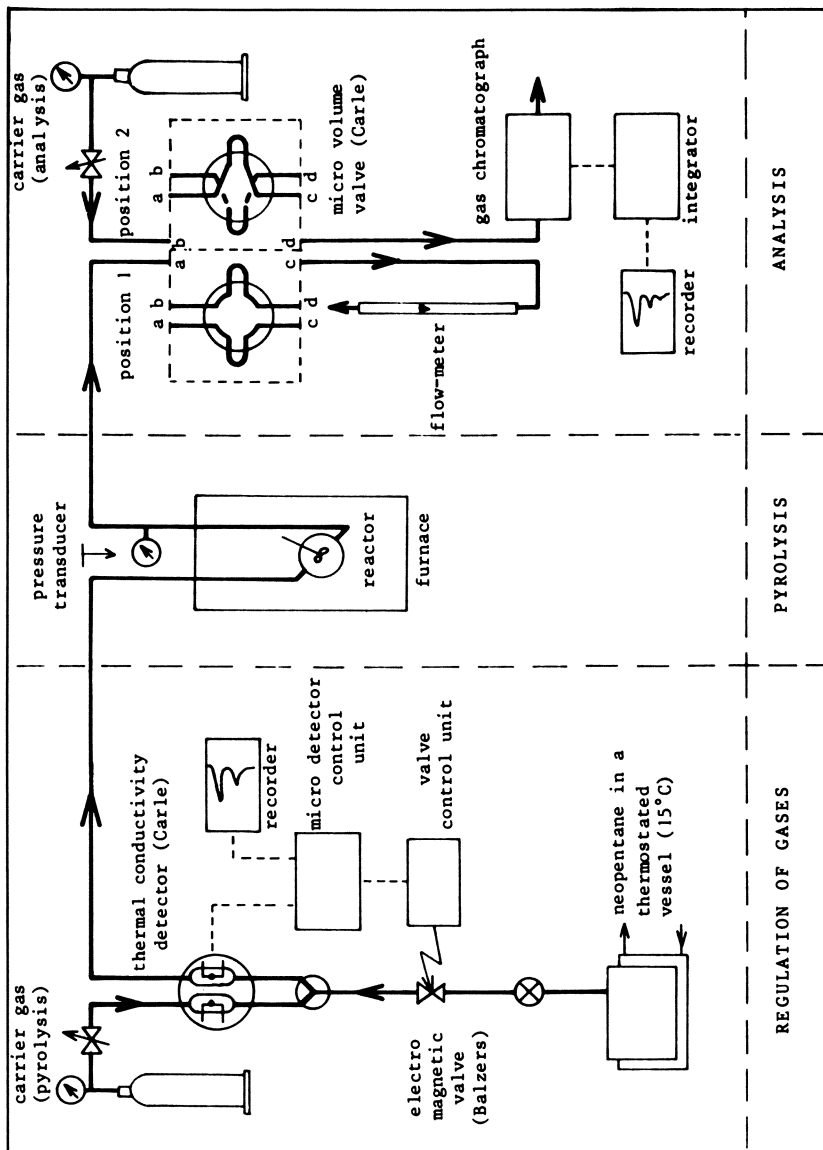 carrier gas
(pyrolysis)
thermal conductivity
detector (Carle)
recorder
micro detector
control
unit
valve
control unit
electro
magnetic
valve
(Balzers)
neopentane in a
thermostated
vessel (15°C)
REGULATION OF GASES
pressure
transducer
reactor
furnace
PYROLYSIS
carrier gas
(analysis)
position 1
position 2
a
b
a
b
a
b
c
d
c
d
c
d
micro volume
valve (Carle)
flow-meter
gas chromatograph
integrator
recorder
ANALYSIS